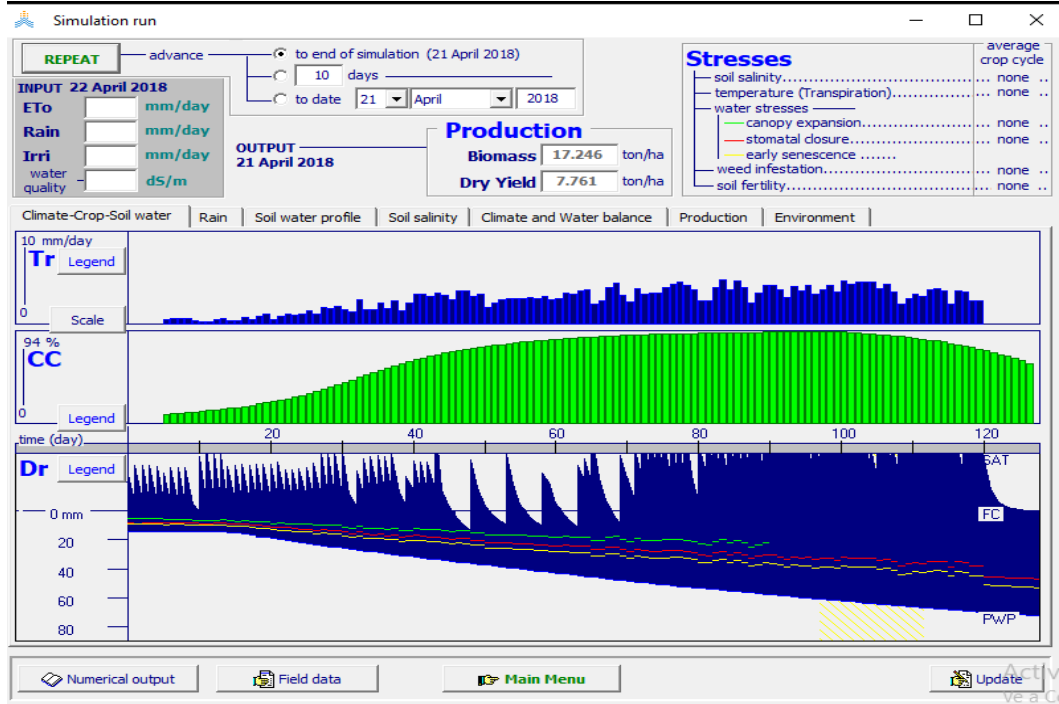 Simulation run
REPEAT
advance
to end of simulation (21 April 2018)
10 days
to date 21 April 2018
INPUT 22 April 2018
ETo mm/day
Rain mm/day
Irri mm/day
water quality dS/m
OUTPUT
21 April 2018
Production
Biomass 17.246 ton/ha
Dry Yield 7.761 ton/ha
Stresses
average
crop cycle
soil salinity.................................... none ..
temperature (Transpiration)................ none ..
water stresses
canopy expansion........................ none ..
stomatal closure.......................... none ..
early senescence .......
weed infestation............................... none ..
soil fertility........................................ none ..
Climate-Crop-Soil water Rain Soil water profile Soil salinity Climate and Water balance Production Environment
10 mm/day
Tr Legend
0
Scale
94 %
CC
0
Legend
time (day) 20 40 60 80 100 120
Dr Legend
SAT
0 mm
FC
20
40
60
PWP
80
Numerical output Field data Main Menu Update